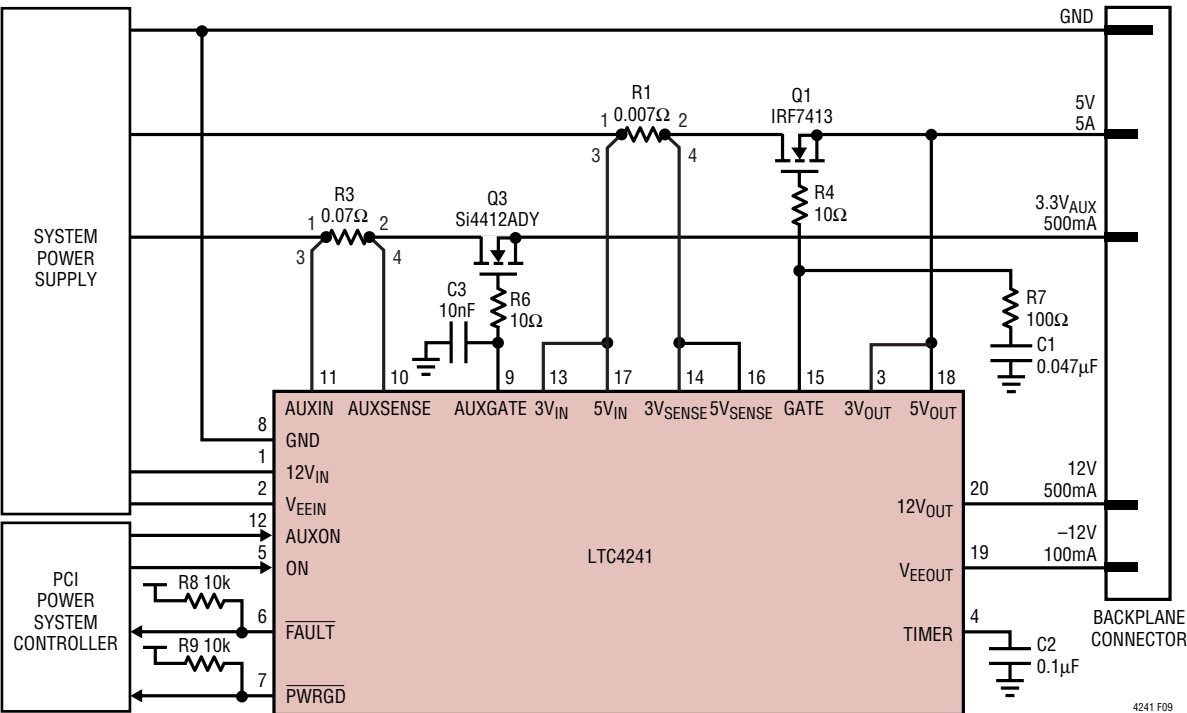 GND
5V
5A
R1
0.007Ω
1
2
3
4
Q1
IRF7413
R4
10Ω
3.3VAUX
500mA
R3
0.07Ω
1
2
3
4
Q3
Si4412ADY
C3
10nF
R6
10Ω
R7
100Ω
C1
0.047µF
SYSTEM
POWER
SUPPLY
11
10
9
13
17
14
16
15
3
18
AUXIN
AUXSENSE
AUXGATE
3VIN
5VIN
3VSENSE
5VSENSE
GATE
3VOUT
5VOUT
8
GND
1
12VIN
2
VEEIN
12
AUXON
5
ON
6
FAULT
7
PWRGD
LTC4241
20
12VOUT
12V
500mA
19
VEEOUT
–12V
100mA
4
TIMER
C2
0.1µF
PCI
POWER
SYSTEM
CONTROLLER
R8 10k
R9 10k
BACKPLANE
CONNECTOR
4241 F09